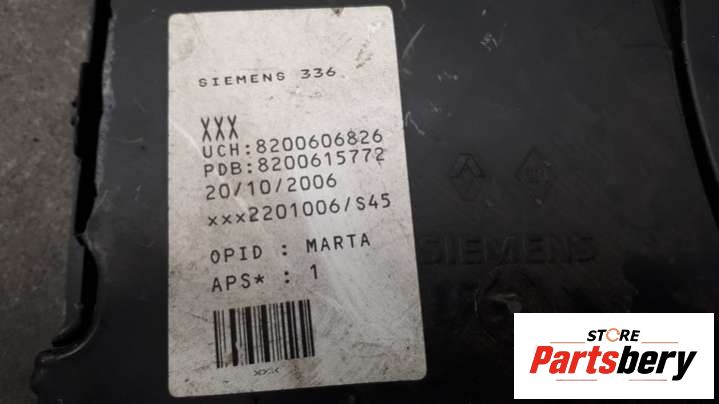 SIEMENS 336
XXX
UCH:8200606826
PDB:8200615772
20/10/2006
xxx2201006/S45
OPID : MARTA
APS* : 1
SIEMENS
STORE
Partsbery